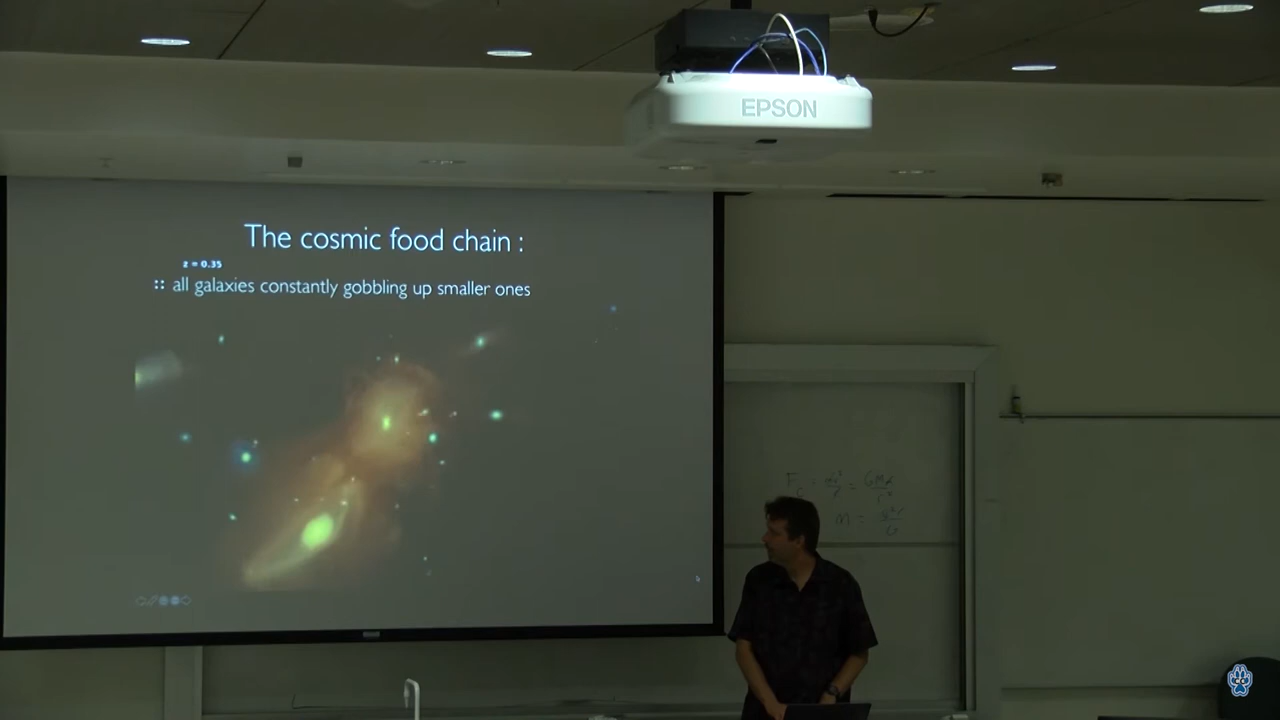 EPSON
The cosmic food chain :
z = 0.35
:: all galaxies constantly gobbling up smaller ones